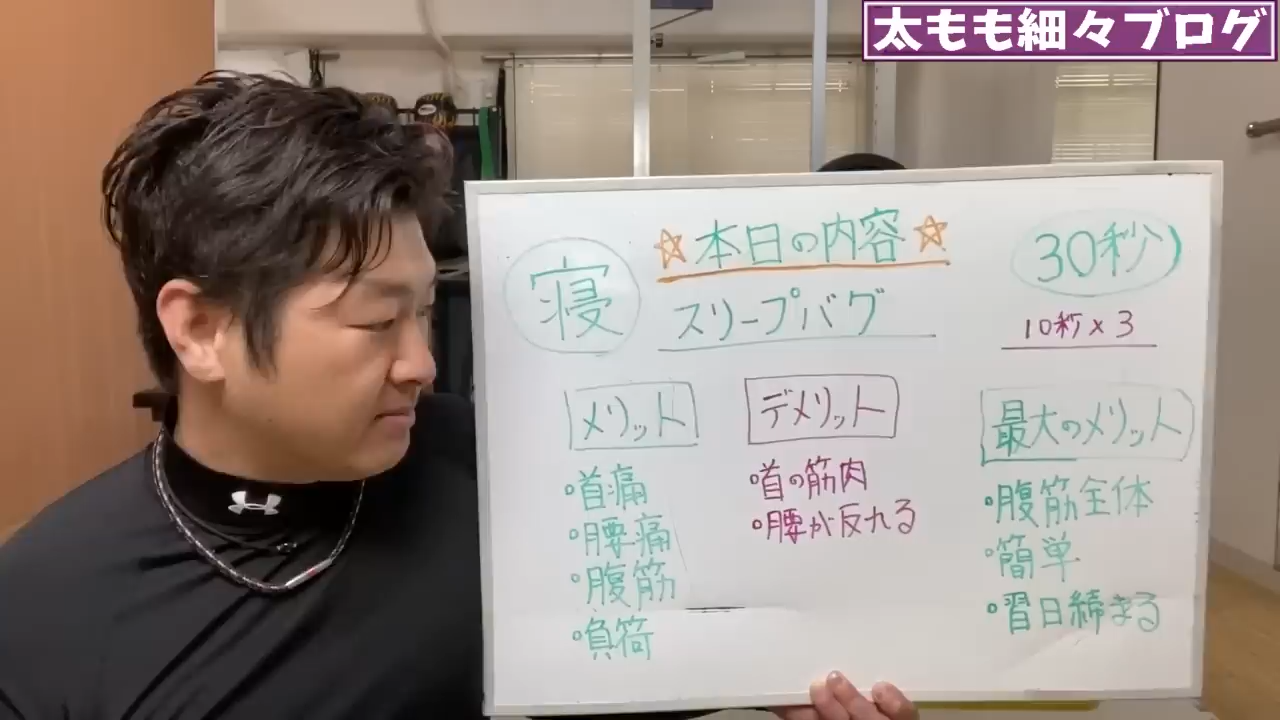 太もも細々ブログ
☆本日の内容☆
寝
スリープバグ
30秒
10秒×3
メリット
・首痛
・腰痛
・腹筋
・負荷
デメリット
・首の筋肉
・腰が反れる
最大のメリット
・腹筋全体
・簡単
・習日締まる